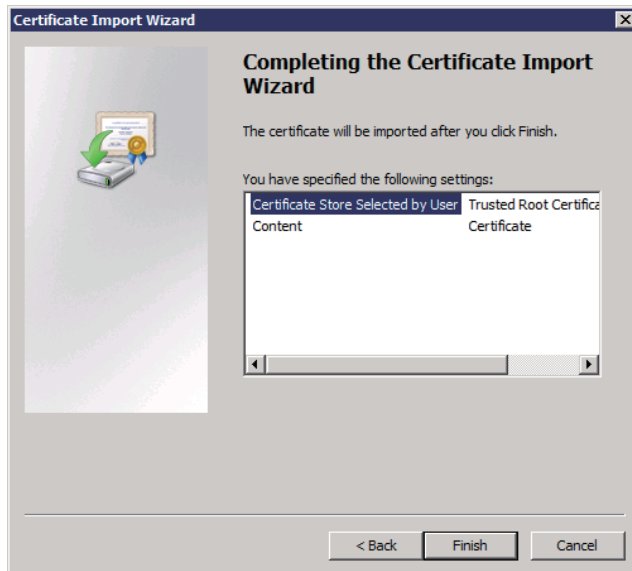 Certificate Import Wizard
Completing the Certificate Import
Wizard
The certificate will be imported after you click Finish.
You have specified the following settings:
Certificate Store Selected by User Trusted Root Certifica
Content Certificate
< Back Finish Cancel